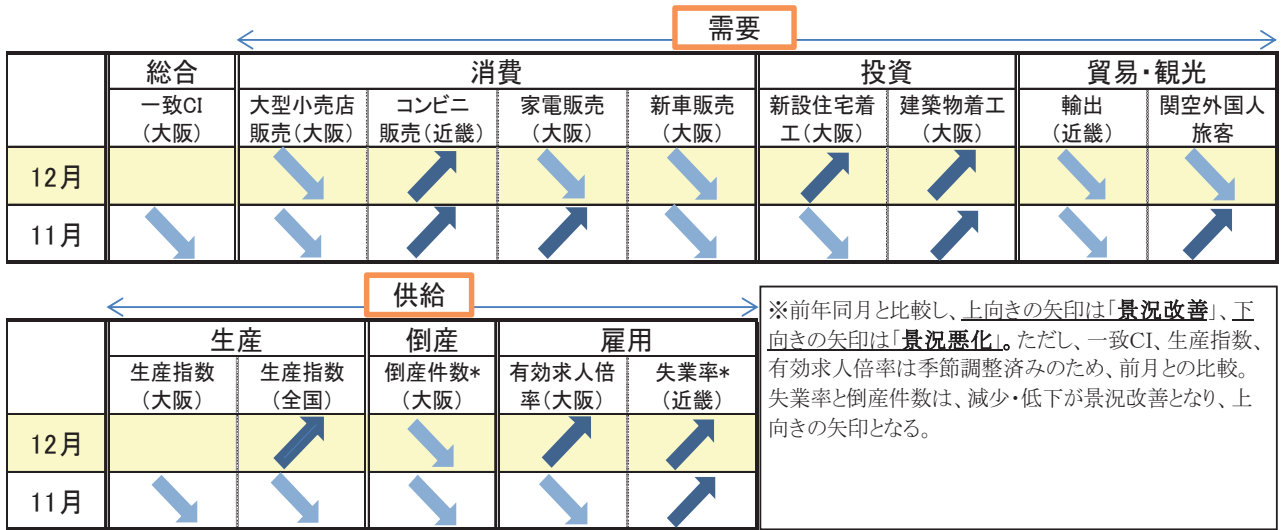 需要
総合 消費 投資 貿易・観光
一致CI 大型小売店 コンビニ 家電販売 新車販売 新設住宅着 建築物着工 輸出 関空外国人
(大阪) 販売(大阪) 販売(近畿) (大阪) (大阪) 工(大阪) (大阪) (近畿) 旅客
12月
11月
供給
生産 倒産 雇用
生産指数 生産指数 倒産件数* 有効求人倍 失業率*
(大阪) (全国) (大阪) 率(大阪) (近畿)
12月
11月
※前年同月と比較し、上向きの矢印は「景況改善」、下
向きの矢印は「景況悪化」。ただし、一致CI、生産指数、
有効求人倍率は季節調整済みのため、前月との比較。
失業率と倒産件数は、減少・低下が景況改善となり、上
向きの矢印となる。